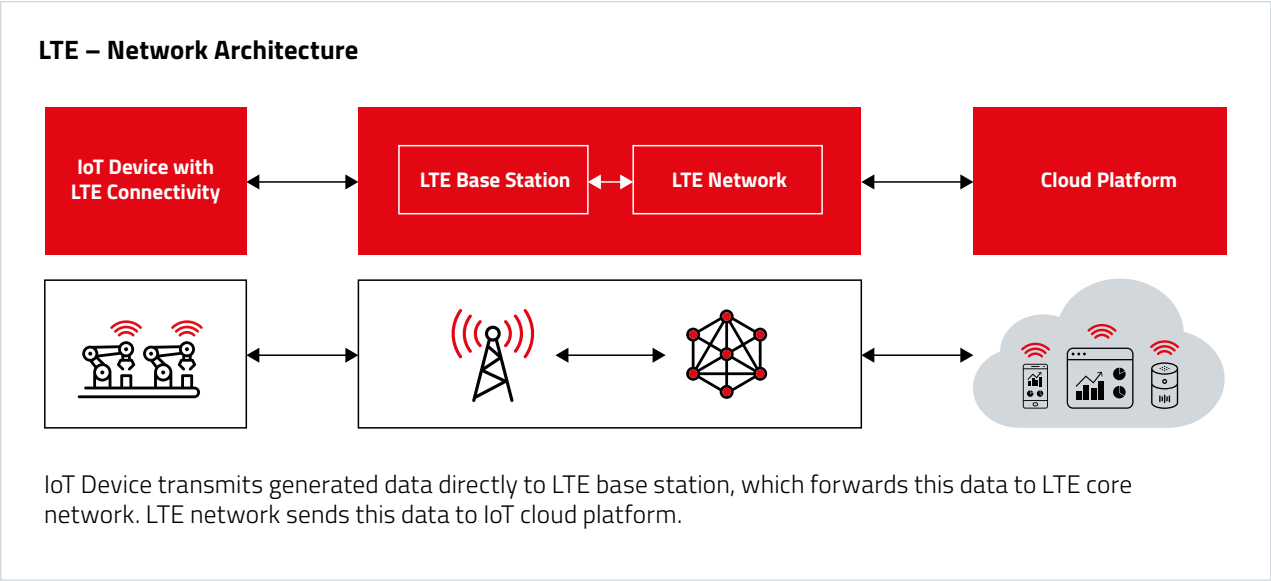 LTE – Network Architecture
IoT Device with
LTE Connectivity
LTE Base Station
LTE Network
Cloud Platform
IoT Device transmits generated data directly to LTE base station, which forwards this data to LTE core
network. LTE network sends this data to IoT cloud platform.